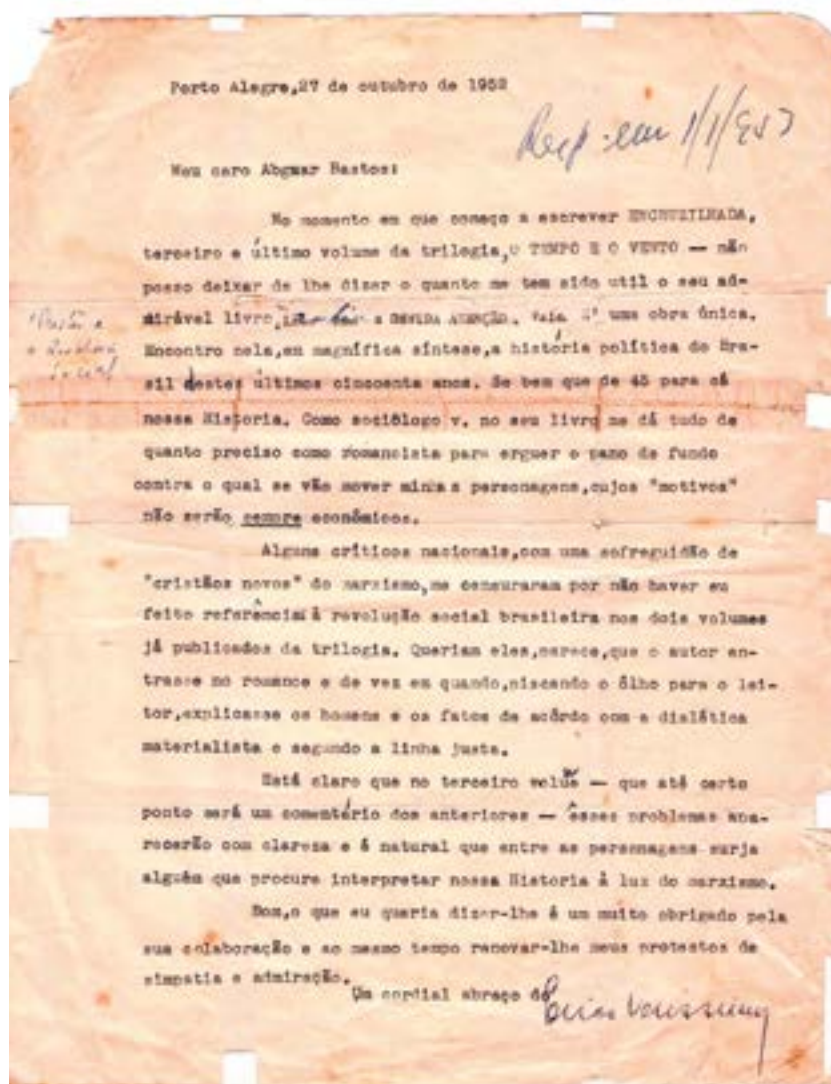 Porto Alegre,27 de outubro de 1952
em 1/1/953
Meu caro Abguar Bastos:
No momento em que começo a escrever ENCRUZILHADA,
terceiro e último volume da trilogia,O TEMPO E O VENTO — não
posso deixar de lhe dizer o quanto me tem sido util o seu ad-
mirável livro, A DEVIDA ATENÇÃO. uma obra única.
"Prestes e
a Revolução
Social"
Encontro nela,em magnífica síntese,a história política do Bra-
sil destes últimos cincoenta anos. Se bem que de 45 para cá
nossa Historia. Como sociólogo v. no seu livro me dá tudo de
quanto preciso como romancista para erguer o pano de fundo
contra o qual se vão mover minhas personagens,cujos "motivos"
não serão sempre econômicos.
Alguns críticos nacionais,com uma sofreguidão de
"cristãos novos" do marxismo,me censuraram por não haver eu
feito referência à revolução social brasileira nos dois volumes
já publicados da trilogia. Queriam eles,parece,que o autor en-
trasse no romance e de vez em quando,piscando o ôlho para o lei-
tor,explicasse os homens e os fatos de acôrdo com a dialética
materialista e segundo a linha justa.
Está claro que no terceiro — que até certo
ponto será um comentário dos anteriores — êsses problemas apa-
recerão com clareza e é natural que entre as personagens surja
alguém que procure interpretar nossa Historia à luz do marxismo.
Bom,o que eu queria dizer-lhe é um muito obrigado pela
sua colaboração e ao mesmo tempo renovar-lhe meus protestos de
simpatia e admiração.
Um cordial abraço do
Erico Verissimo